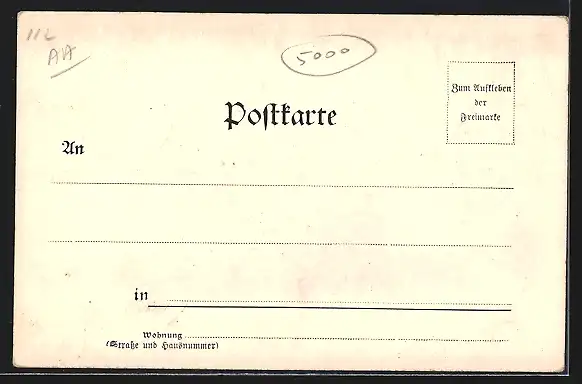 112
AA
5000
Zum Aufkleben
der
Freimarke
Postkarte
An
in
Wohnung
(Straße und Hausnummer)